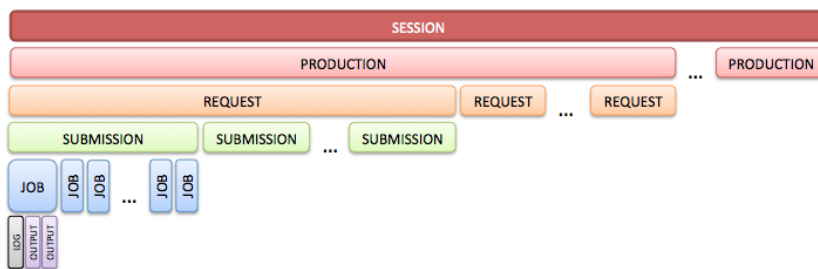 SESSION
PRODUCTION ... PRODUCTION
REQUEST REQUEST ... REQUEST
SUBMISSION SUBMISSION ... SUBMISSION
JOB JOB JOB ... JOB JOB
LOG OUTPUT OUTPUT